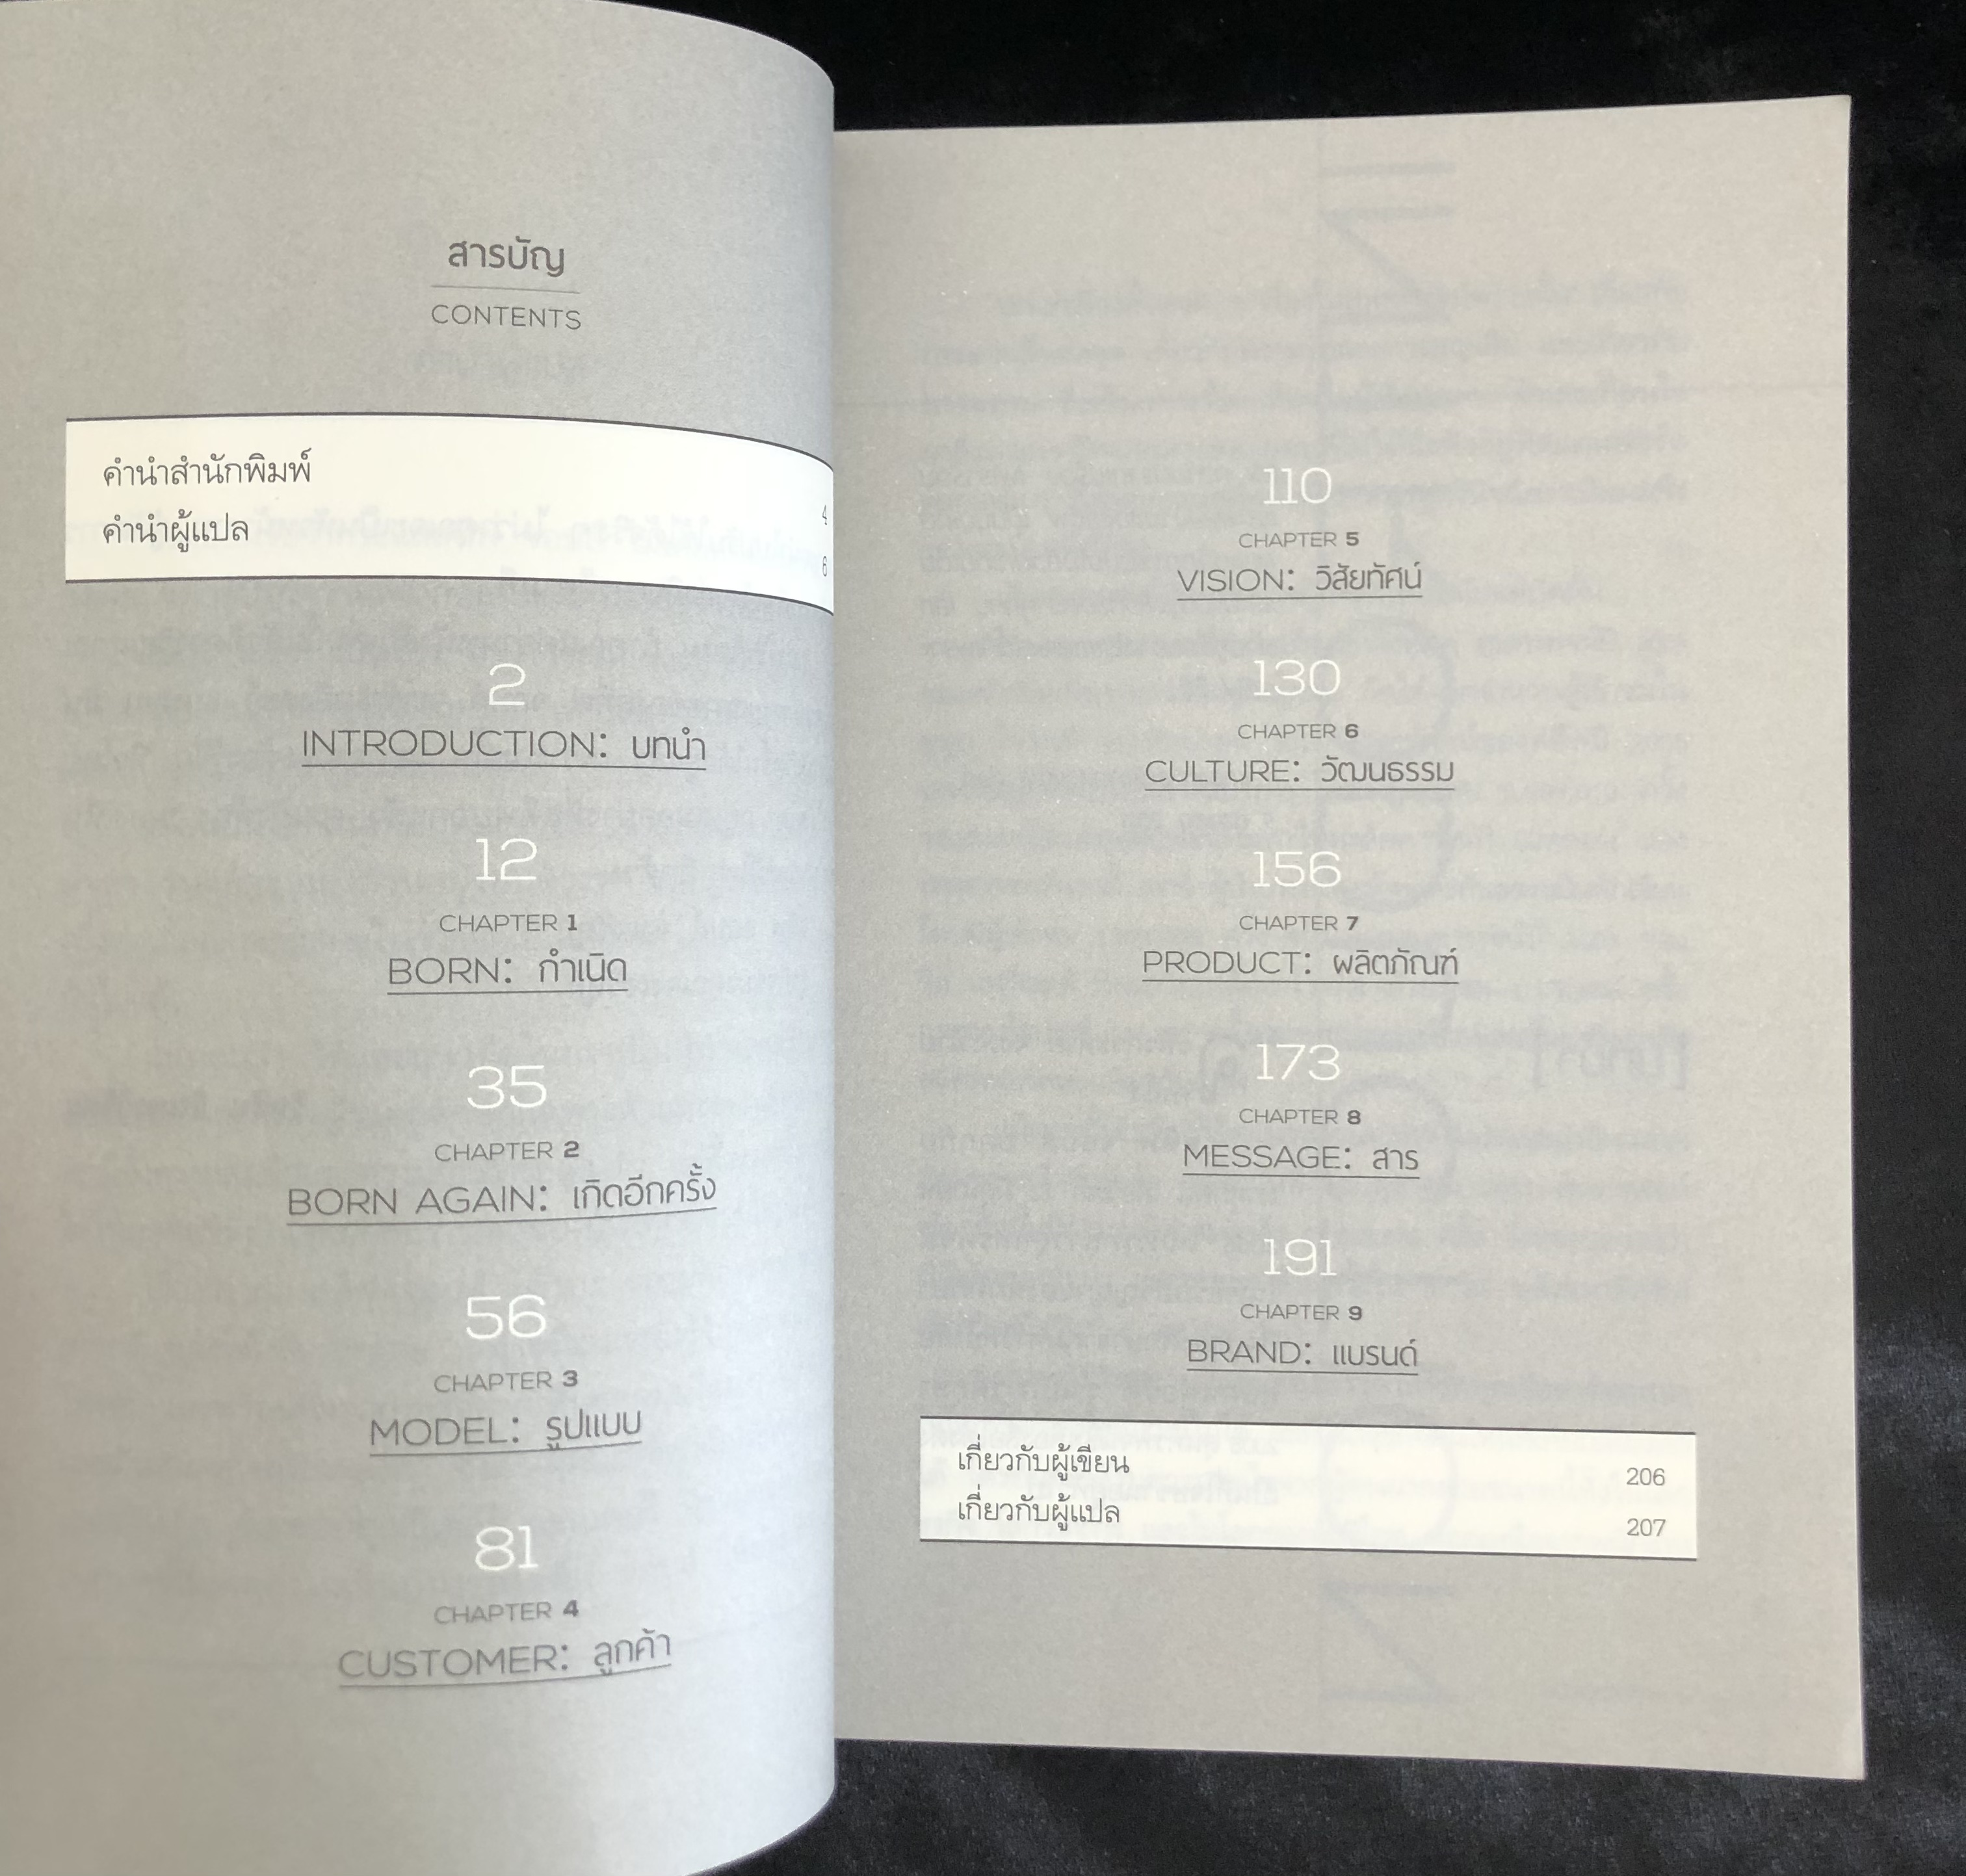 สารบัญ
CONTENTS
คำนำสำนักพิมพ์ 4
คำนำผู้แปล 6
2
INTRODUCTION: บทนำ
12
CHAPTER 1
BORN: กำเนิด
35
CHAPTER 2
BORN AGAIN: เกิดอีกครั้ง
56
CHAPTER 3
MODEL: รูปแบบ
81
CHAPTER 4
CUSTOMER: ลูกค้า
110
CHAPTER 5
VISION: วิสัยทัศน์
130
CHAPTER 6
CULTURE: วัฒนธรรม
156
CHAPTER 7
PRODUCT: ผลิตภัณฑ์
173
CHAPTER 8
MESSAGE: สาร
191
CHAPTER 9
BRAND: แบรนด์
เกี่ยวกับผู้เขียน 206
เกี่ยวกับผู้แปล 207